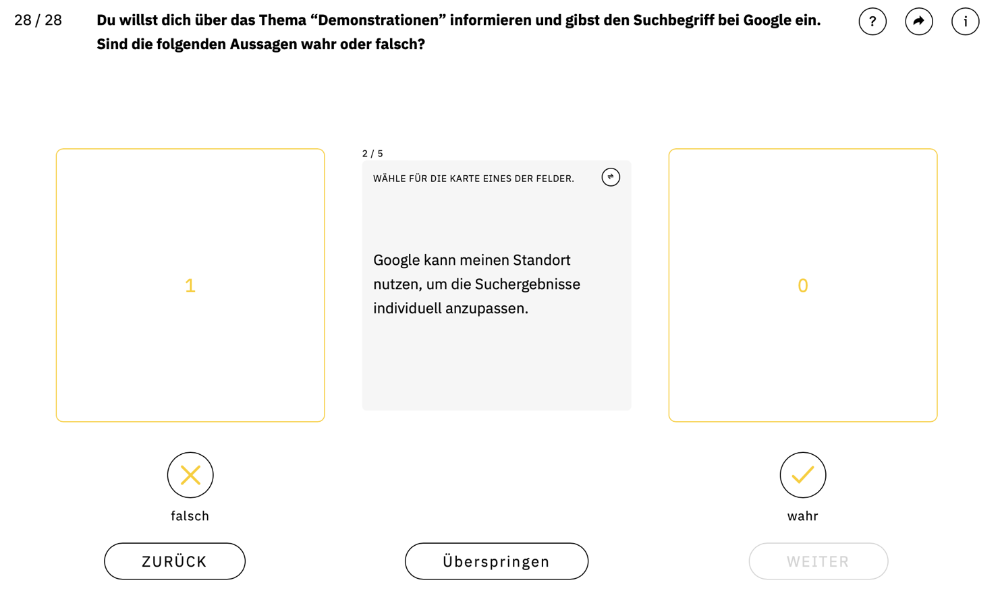 28 / 28
Du willst dich über das Thema “Demonstrationen” informieren und gibst den Suchbegriff bei Google ein.
Sind die folgenden Aussagen wahr oder falsch?
?
i
2 / 5
WÄHLE FÜR DIE KARTE EINES DER FELDER.
Google kann meinen Standort
nutzen, um die Suchergebnisse
individuell anzupassen.
1
0
falsch
wahr
ZURÜCK
Überspringen
WEITER